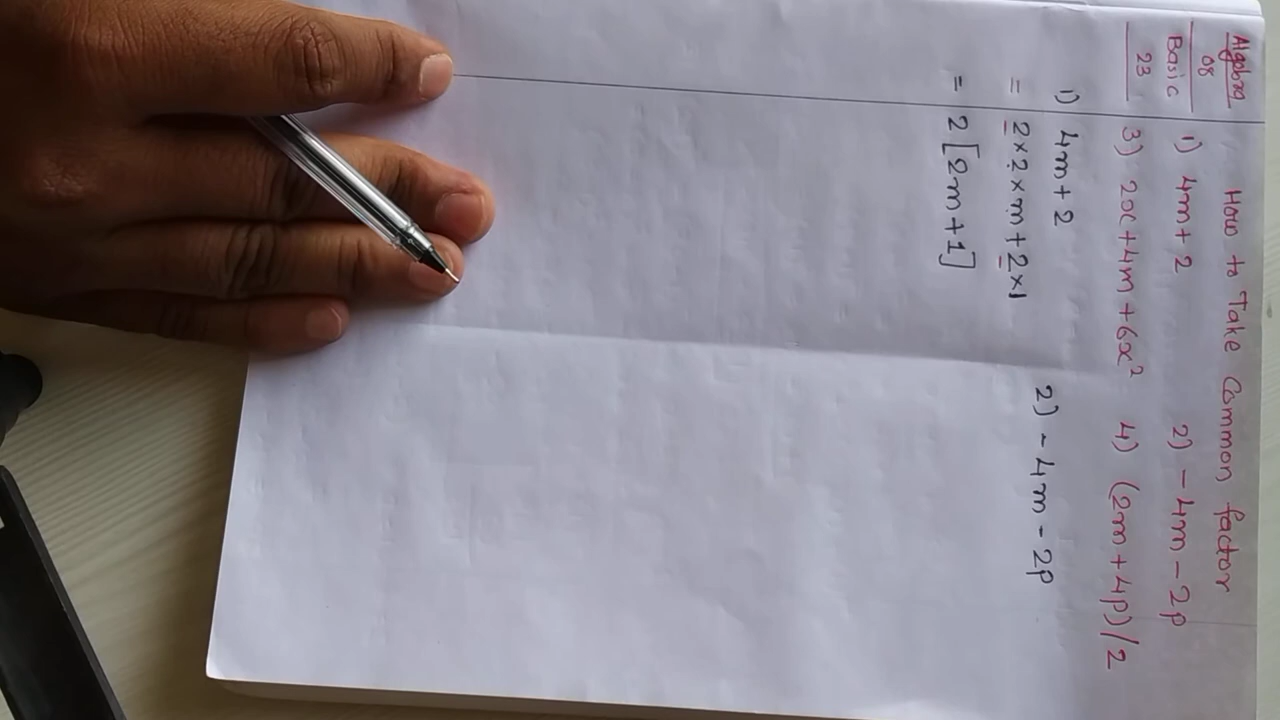 Algebra
08
Basic
23
How to Take Common factor
1) 4m + 2 2) - 4m - 2p
3) 2x + 4m + 6x² 4) (2m + 4p) / 2
1) 4m + 2
= 2 × 2 × m + 2 × 1
= 2 [2m + 1]
2) - 4m - 2p